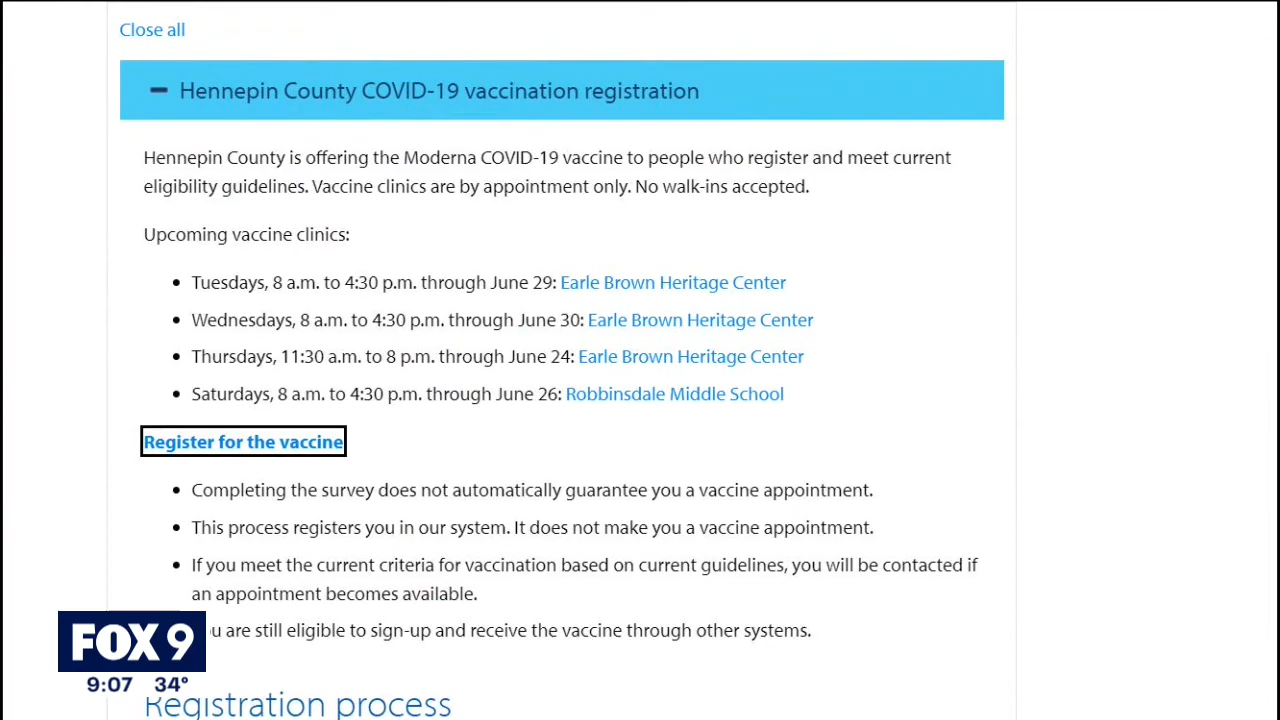 Close all
Hennepin County COVID-19 vaccination registration
Hennepin County is offering the Moderna COVID-19 vaccine to people who register and meet current
eligibility guidelines. Vaccine clinics are by appointment only. No walk-ins accepted.
Upcoming vaccine clinics:
Tuesdays, 8 a.m. to 4:30 p.m. through June 29: Earle Brown Heritage Center
Wednesdays, 8 a.m. to 4:30 p.m. through June 30: Earle Brown Heritage Center
Thursdays, 11:30 a.m. to 8 p.m. through June 24: Earle Brown Heritage Center
Saturdays, 8 a.m. to 4:30 p.m. through June 26: Robbinsdale Middle School
Register for the vaccine
Completing the survey does not automatically guarantee you a vaccine appointment.
This process registers you in our system. It does not make you a vaccine appointment.
If you meet the current criteria for vaccination based on current guidelines, you will be contacted if
an appointment becomes available.
are still eligible to sign-up and receive the vaccine through other systems.
FOX 9
9:07 34°
Registration process